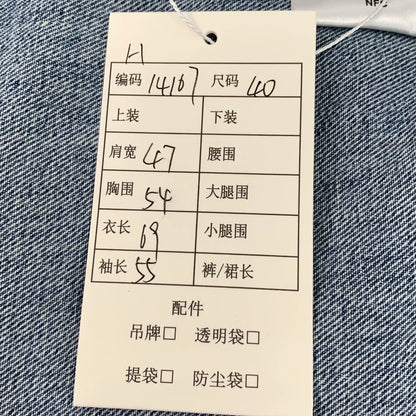 NFC
H
编码 14167 尺码 40
上装 下装
肩宽 47 腰围
胸围 54 大腿围
衣长 69 小腿围
袖长 55 裤/裙长
配件
吊牌□ 透明袋□
提袋□ 防尘袋□